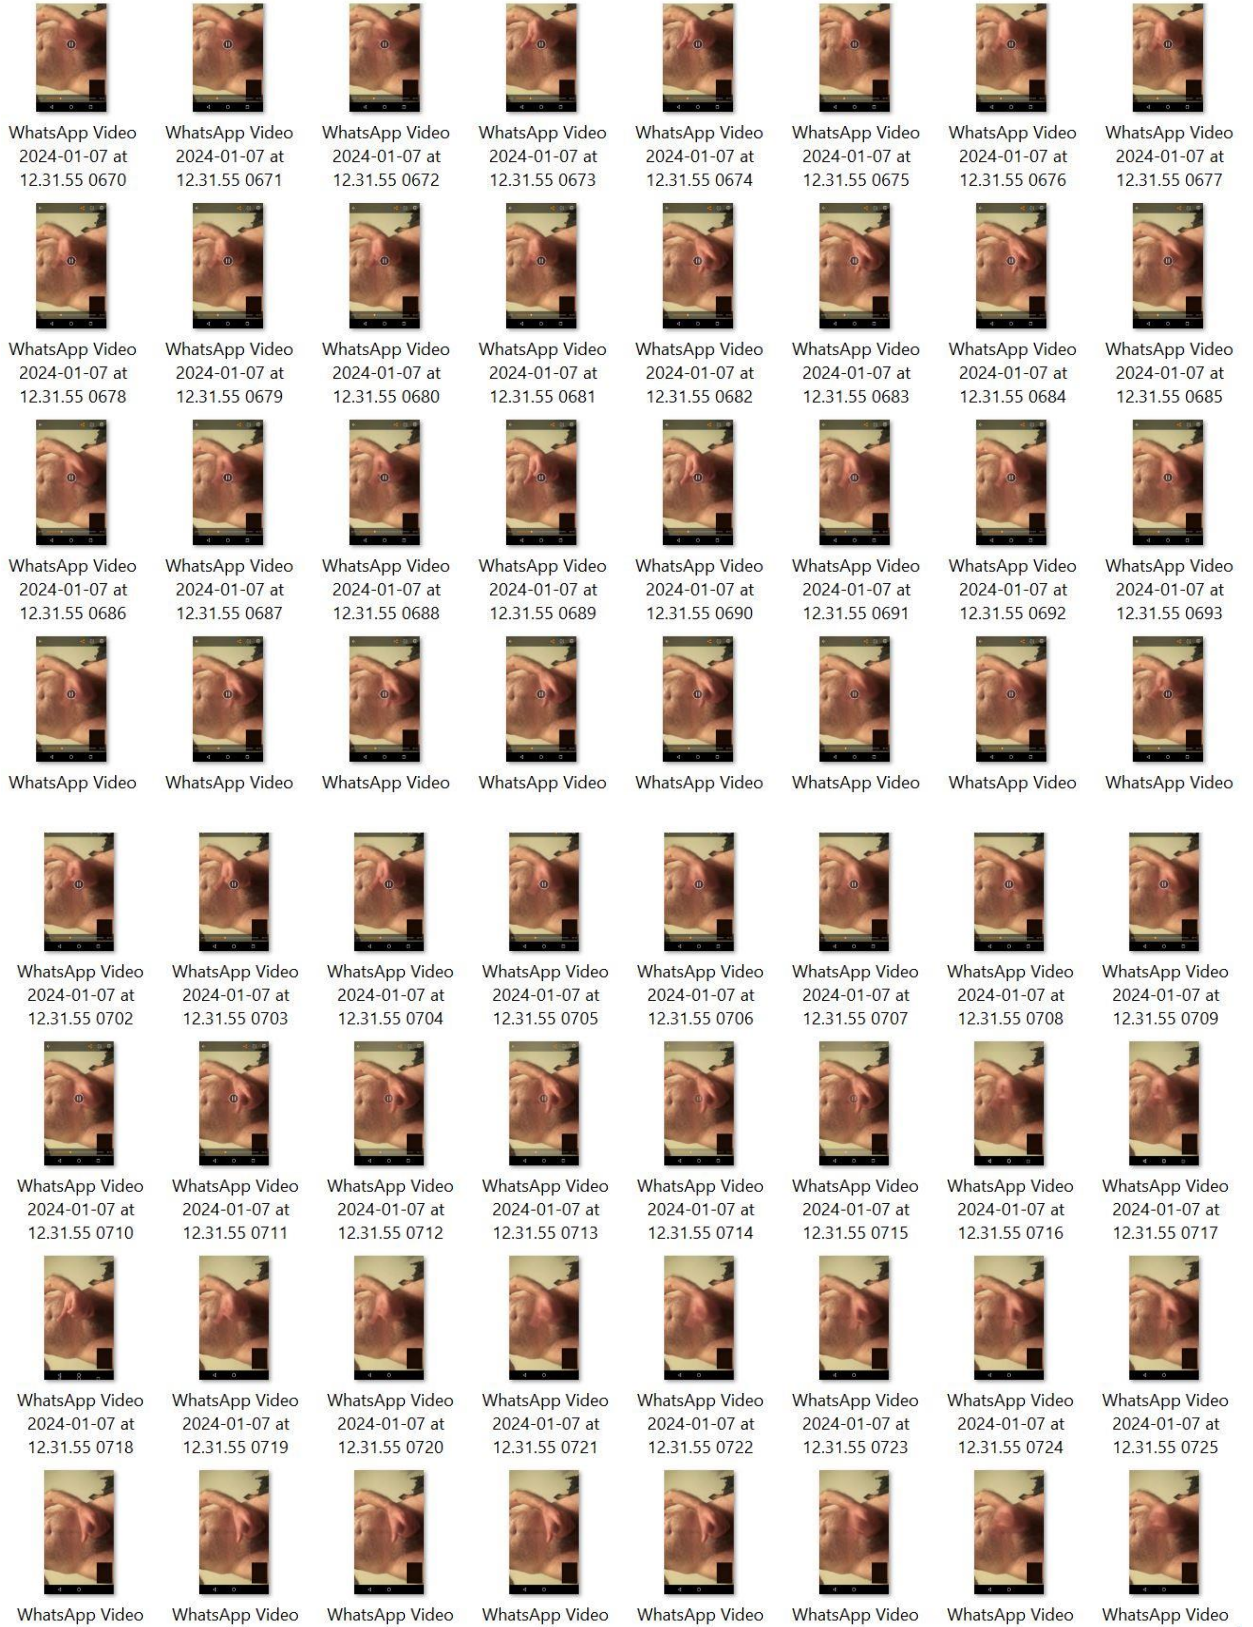 WhatsApp Video WhatsApp Video WhatsApp Video WhatsApp Video WhatsApp Video WhatsApp Video WhatsApp Video WhatsApp Video
2024-01-07 at 2024-01-07 at 2024-01-07 at 2024-01-07 at 2024-01-07 at 2024-01-07 at 2024-01-07 at 2024-01-07 at
12.31.55 0670 12.31.55 0671 12.31.55 0672 12.31.55 0673 12.31.55 0674 12.31.55 0675 12.31.55 0676 12.31.55 0677
WhatsApp Video WhatsApp Video WhatsApp Video WhatsApp Video WhatsApp Video WhatsApp Video WhatsApp Video WhatsApp Video
2024-01-07 at 2024-01-07 at 2024-01-07 at 2024-01-07 at 2024-01-07 at 2024-01-07 at 2024-01-07 at 2024-01-07 at
12.31.55 0678 12.31.55 0679 12.31.55 0680 12.31.55 0681 12.31.55 0682 12.31.55 0683 12.31.55 0684 12.31.55 0685
WhatsApp Video WhatsApp Video WhatsApp Video WhatsApp Video WhatsApp Video WhatsApp Video WhatsApp Video WhatsApp Video
2024-01-07 at 2024-01-07 at 2024-01-07 at 2024-01-07 at 2024-01-07 at 2024-01-07 at 2024-01-07 at 2024-01-07 at
12.31.55 0686 12.31.55 0687 12.31.55 0688 12.31.55 0689 12.31.55 0690 12.31.55 0691 12.31.55 0692 12.31.55 0693
WhatsApp Video WhatsApp Video WhatsApp Video WhatsApp Video WhatsApp Video WhatsApp Video WhatsApp Video WhatsApp Video
WhatsApp Video WhatsApp Video WhatsApp Video WhatsApp Video WhatsApp Video WhatsApp Video WhatsApp Video WhatsApp Video
2024-01-07 at 2024-01-07 at 2024-01-07 at 2024-01-07 at 2024-01-07 at 2024-01-07 at 2024-01-07 at 2024-01-07 at
12.31.55 0702 12.31.55 0703 12.31.55 0704 12.31.55 0705 12.31.55 0706 12.31.55 0707 12.31.55 0708 12.31.55 0709
WhatsApp Video WhatsApp Video WhatsApp Video WhatsApp Video WhatsApp Video WhatsApp Video WhatsApp Video WhatsApp Video
2024-01-07 at 2024-01-07 at 2024-01-07 at 2024-01-07 at 2024-01-07 at 2024-01-07 at 2024-01-07 at 2024-01-07 at
12.31.55 0710 12.31.55 0711 12.31.55 0712 12.31.55 0713 12.31.55 0714 12.31.55 0715 12.31.55 0716 12.31.55 0717
WhatsApp Video WhatsApp Video WhatsApp Video WhatsApp Video WhatsApp Video WhatsApp Video WhatsApp Video WhatsApp Video
2024-01-07 at 2024-01-07 at 2024-01-07 at 2024-01-07 at 2024-01-07 at 2024-01-07 at 2024-01-07 at 2024-01-07 at
12.31.55 0718 12.31.55 0719 12.31.55 0720 12.31.55 0721 12.31.55 0722 12.31.55 0723 12.31.55 0724 12.31.55 0725
WhatsApp Video WhatsApp Video WhatsApp Video WhatsApp Video WhatsApp Video WhatsApp Video WhatsApp Video WhatsApp Video